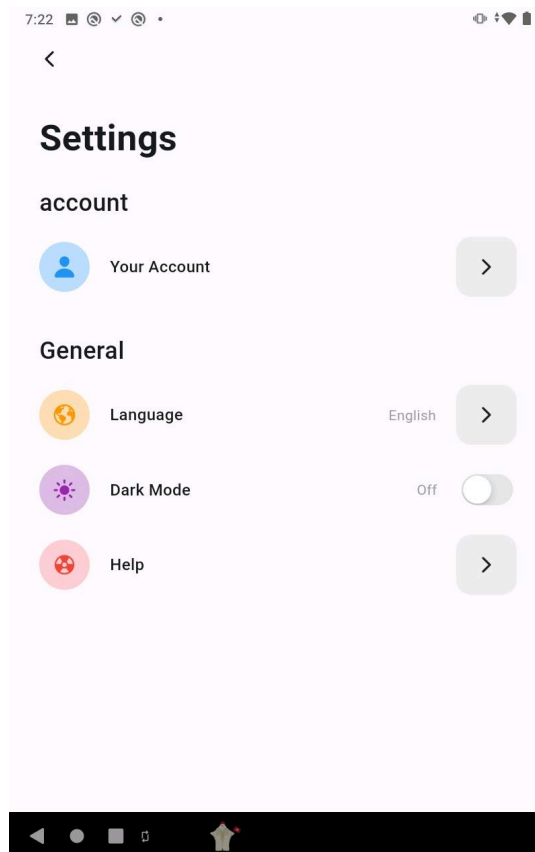 7:22
Settings
account
Your Account
General
Language English
Dark Mode Off
Help